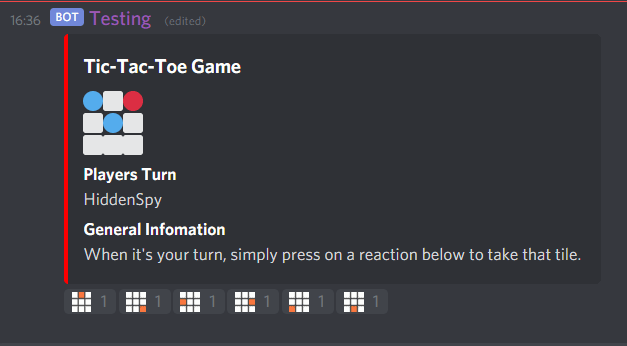 16:36 BOT Testing (edited)
Tic-Tac-Toe Game
Players Turn
HiddenSpy
General Infomation
When it's your turn, simply press on a reaction below to take that tile.
1 1 1 1 1 1